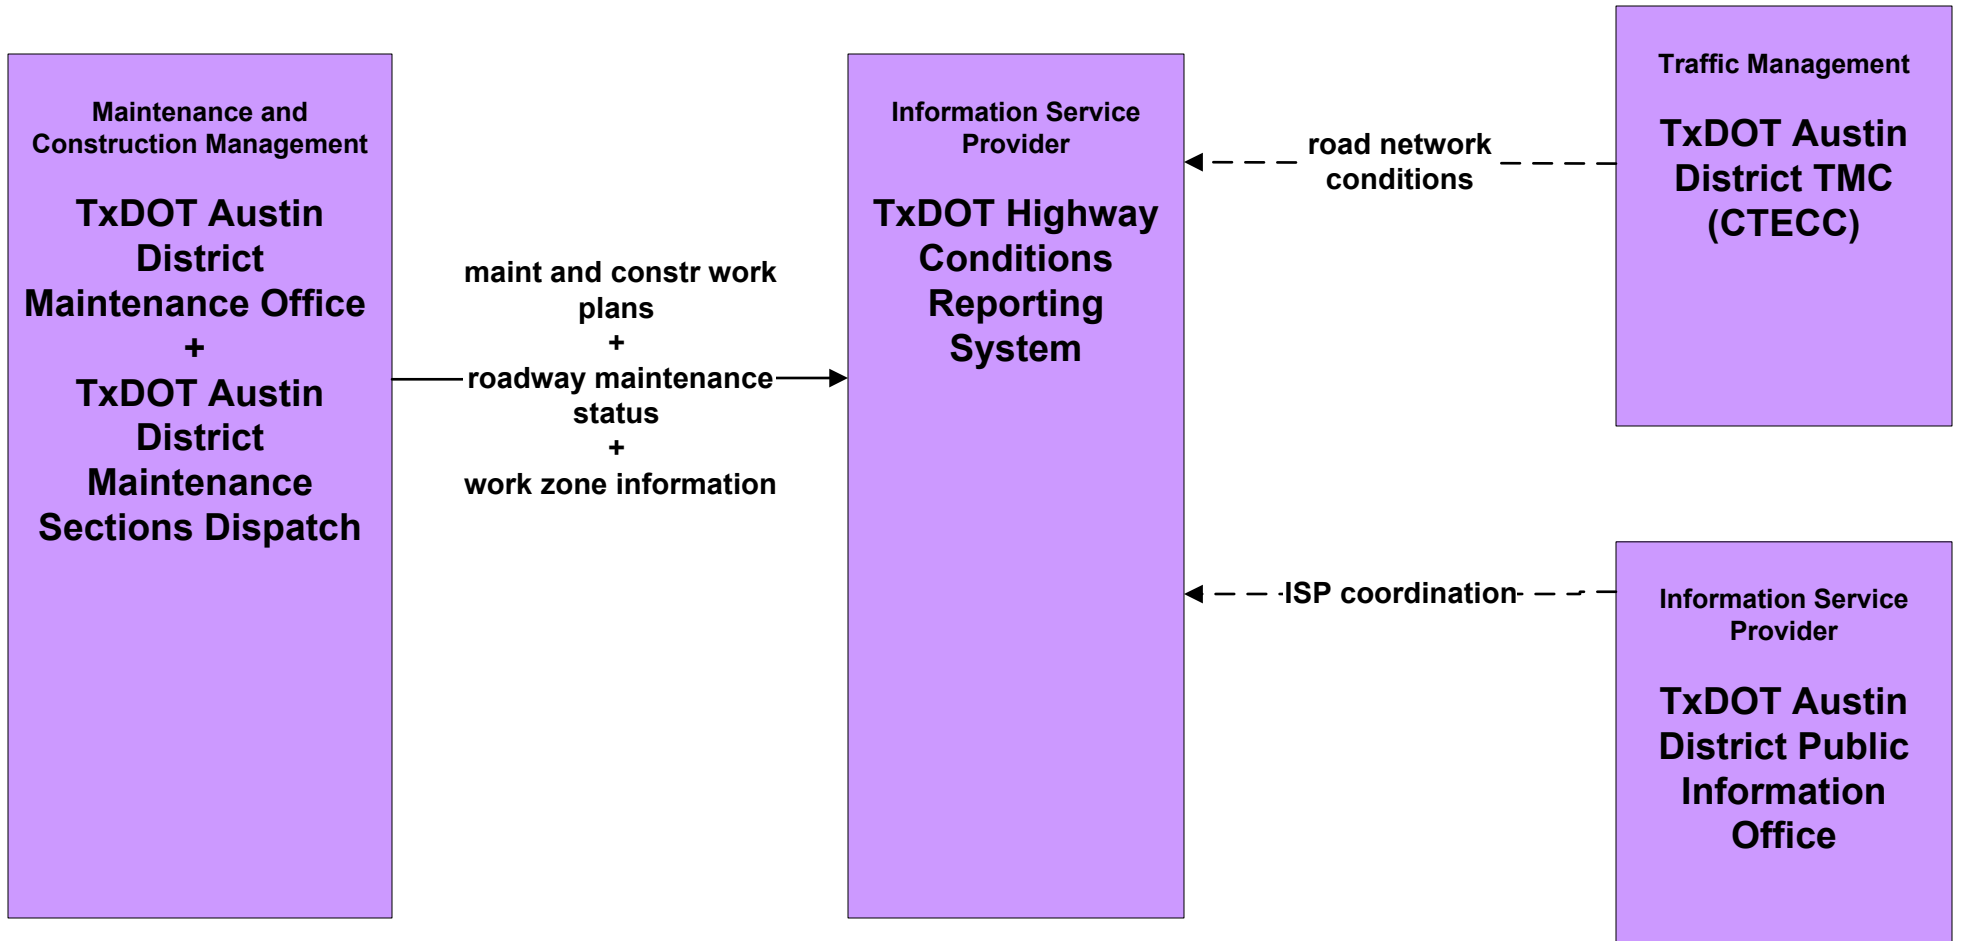 Maintenance and
Construction Management
TxDOT Austin
District
Maintenance Office
+
TxDOT Austin
District
Maintenance
Sections Dispatch
maint and constr work
plans
+
roadway maintenance
status
+
work zone information
Information Service
Provider
TxDOT Highway
Conditions
Reporting
System
road network
conditions
ISP coordination
Traffic Management
TxDOT Austin
District TMC
(CTECC)
Information Service
Provider
TxDOT Austin
District Public
Information
Office